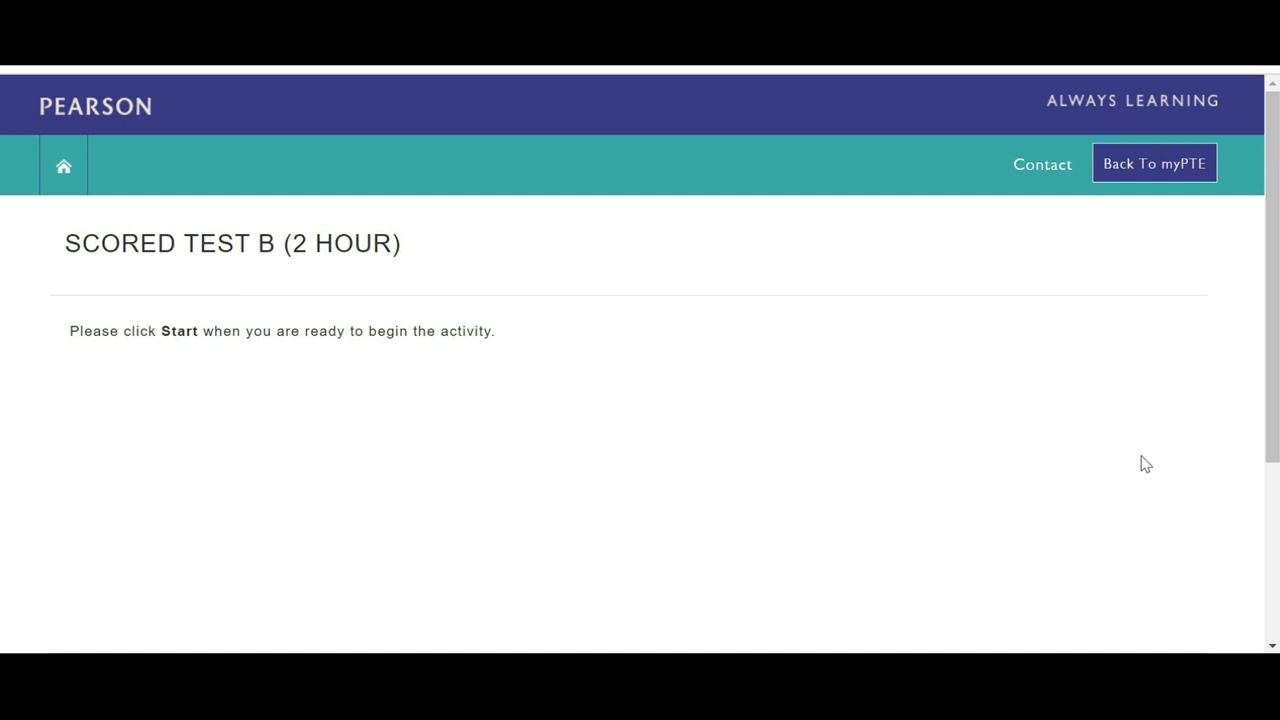 PEARSON
ALWAYS LEARNING
Contact
Back To myPTE
SCORED TEST B (2 HOUR)
Please click Start when you are ready to begin the activity.